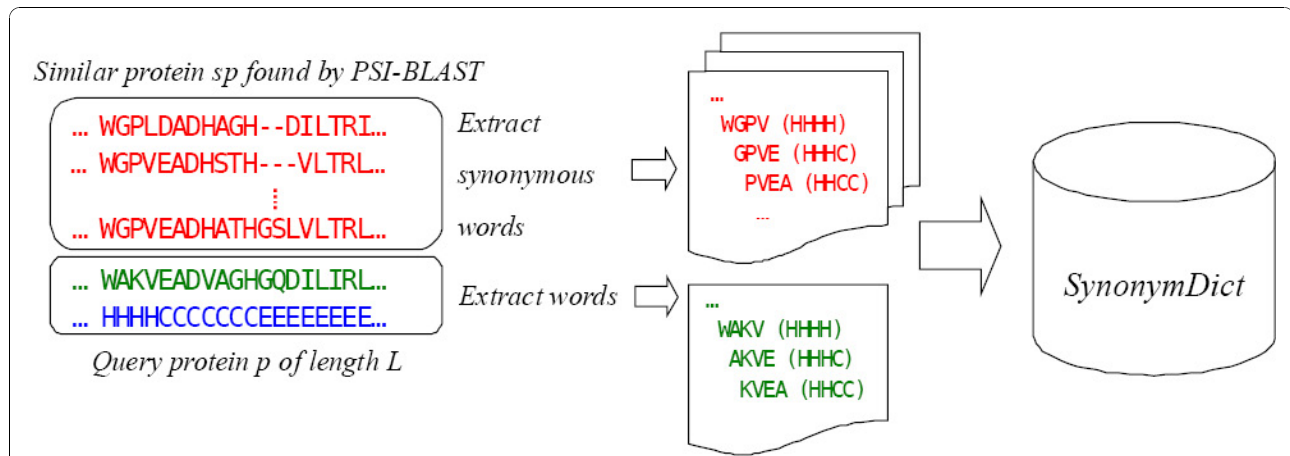 Similar protein sp found by PSI-BLAST
... WGPLDADHAGH--DILTRI...
... WGPVEADHSTH---VLTRL...
... WGPVEADHATHGSLVLTRL...
Extract
synonymous
words
... WAKVEADVAGHGQDILIRL...
... HHHHCCCCCCCEEEEEEEE...
Extract words
Query protein p of length L
...
WGPV (HHHH)
GPVE (HHHC)
PVEA (HHCC)
...
...
WAKV (HHHH)
AKVE (HHHC)
KVEA (HHCC)
SynonymDict